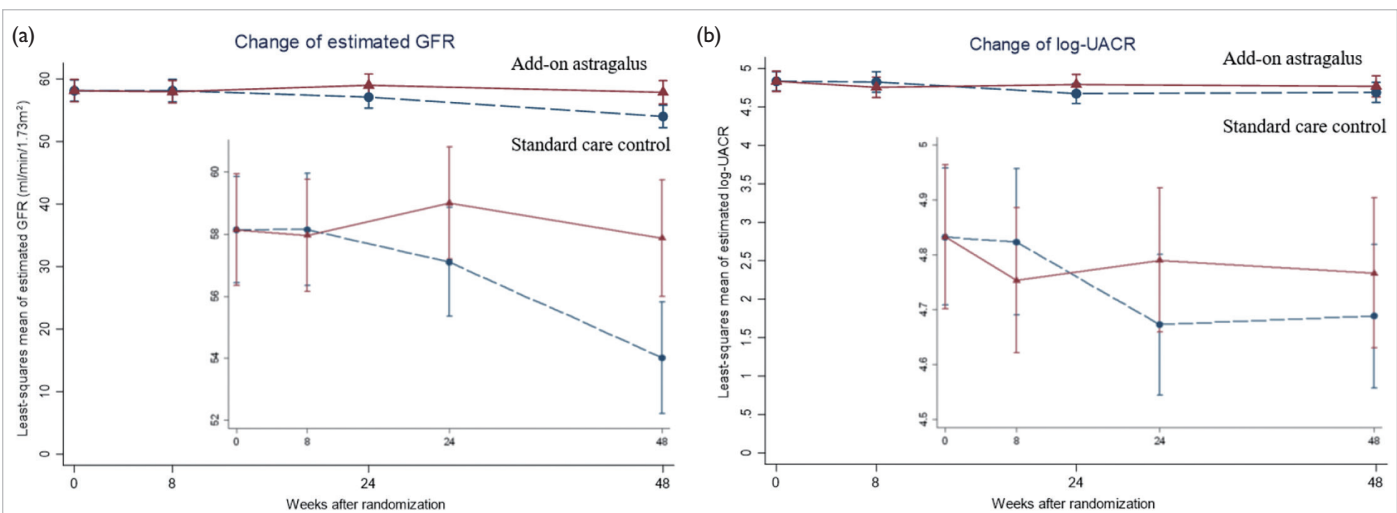 (a)
Change of estimated GFR
Add-on astragalus
Standard care control
Least-squares mean of estimated GFR (ml/min/1.73m²)
60
50
40
30
20
10
0
60
58
56
54
52
0 8 24 48
0 8 24 48
Weeks after randomization
(b)
Change of log-UACR
Add-on astragalus
Standard care control
Least-squares mean of estimated log-UACR
5
4.5
4
3.5
3
2.5
2
1.5
1
.5
0
5
4.9
4.8
4.7
4.6
4.5
0 8 24 48
0 8 24 48
Weeks after randomization